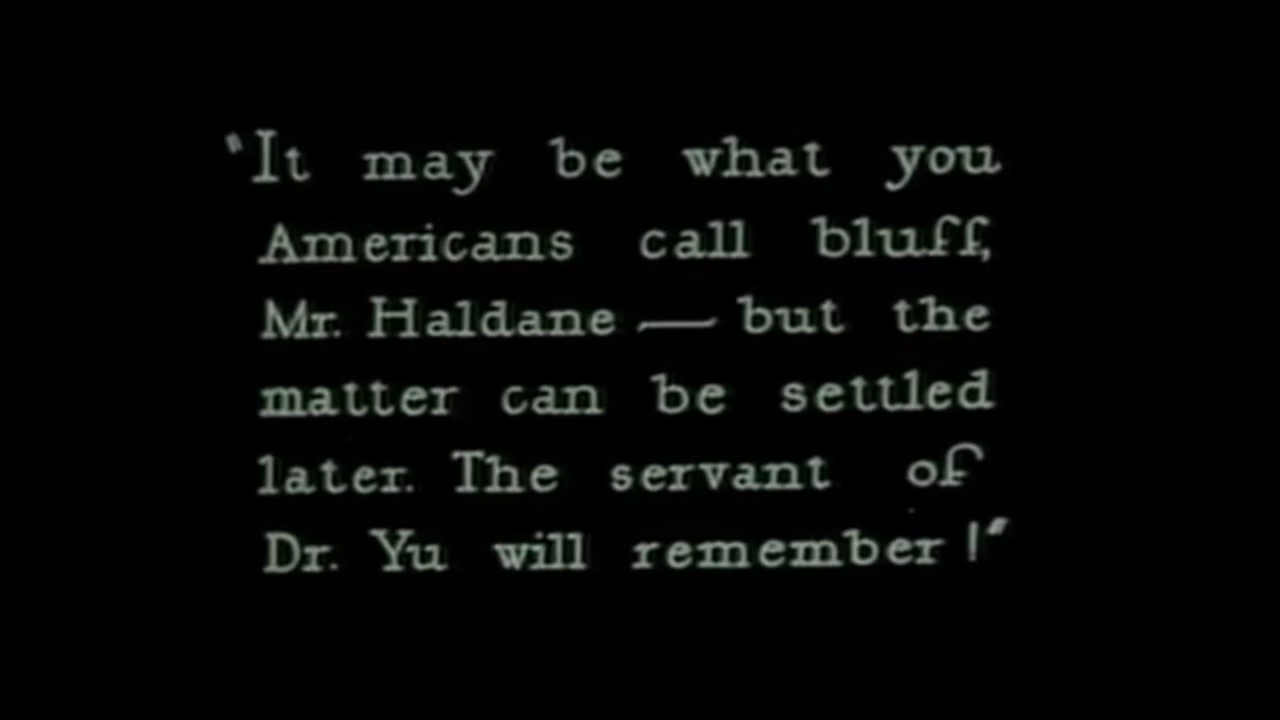 "It may be what you
Americans call bluff,
Mr. Haldane — but the
matter can be settled
later. The servant of
Dr. Yu will remember!"